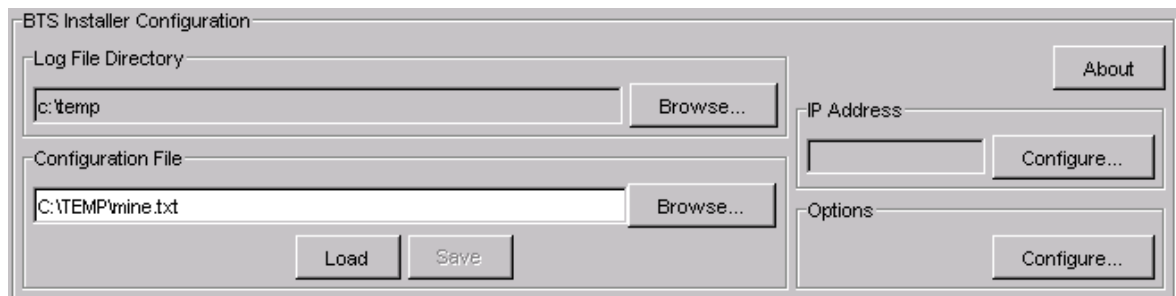 BTS Installer Configuration
Log File Directory
c:\temp
Browse...
Configuration File
C:\TEMP\mine.txt
Browse...
Load
Save
About
IP Address
Configure...
Options
Configure...